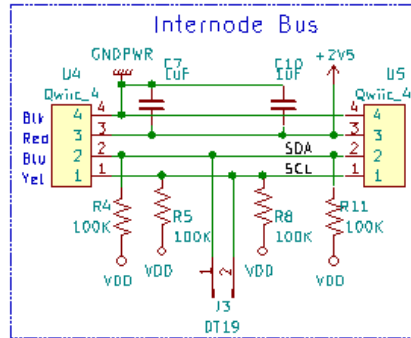 Internode Bus
GNDPWR C7 C10 +2V5
U4 1uF 1uF U5
Qwiic_4 Qwiic_4
Blk 4 4 4 4
Red 3 3 3 3
Blu 2 2 SDA 2 2
Yel 1 1 SCL 1 1
R4 R5 R8 R11
100K 100K 100K 100K
VDD VDD 1 2 VDD VDD
J3
DT19